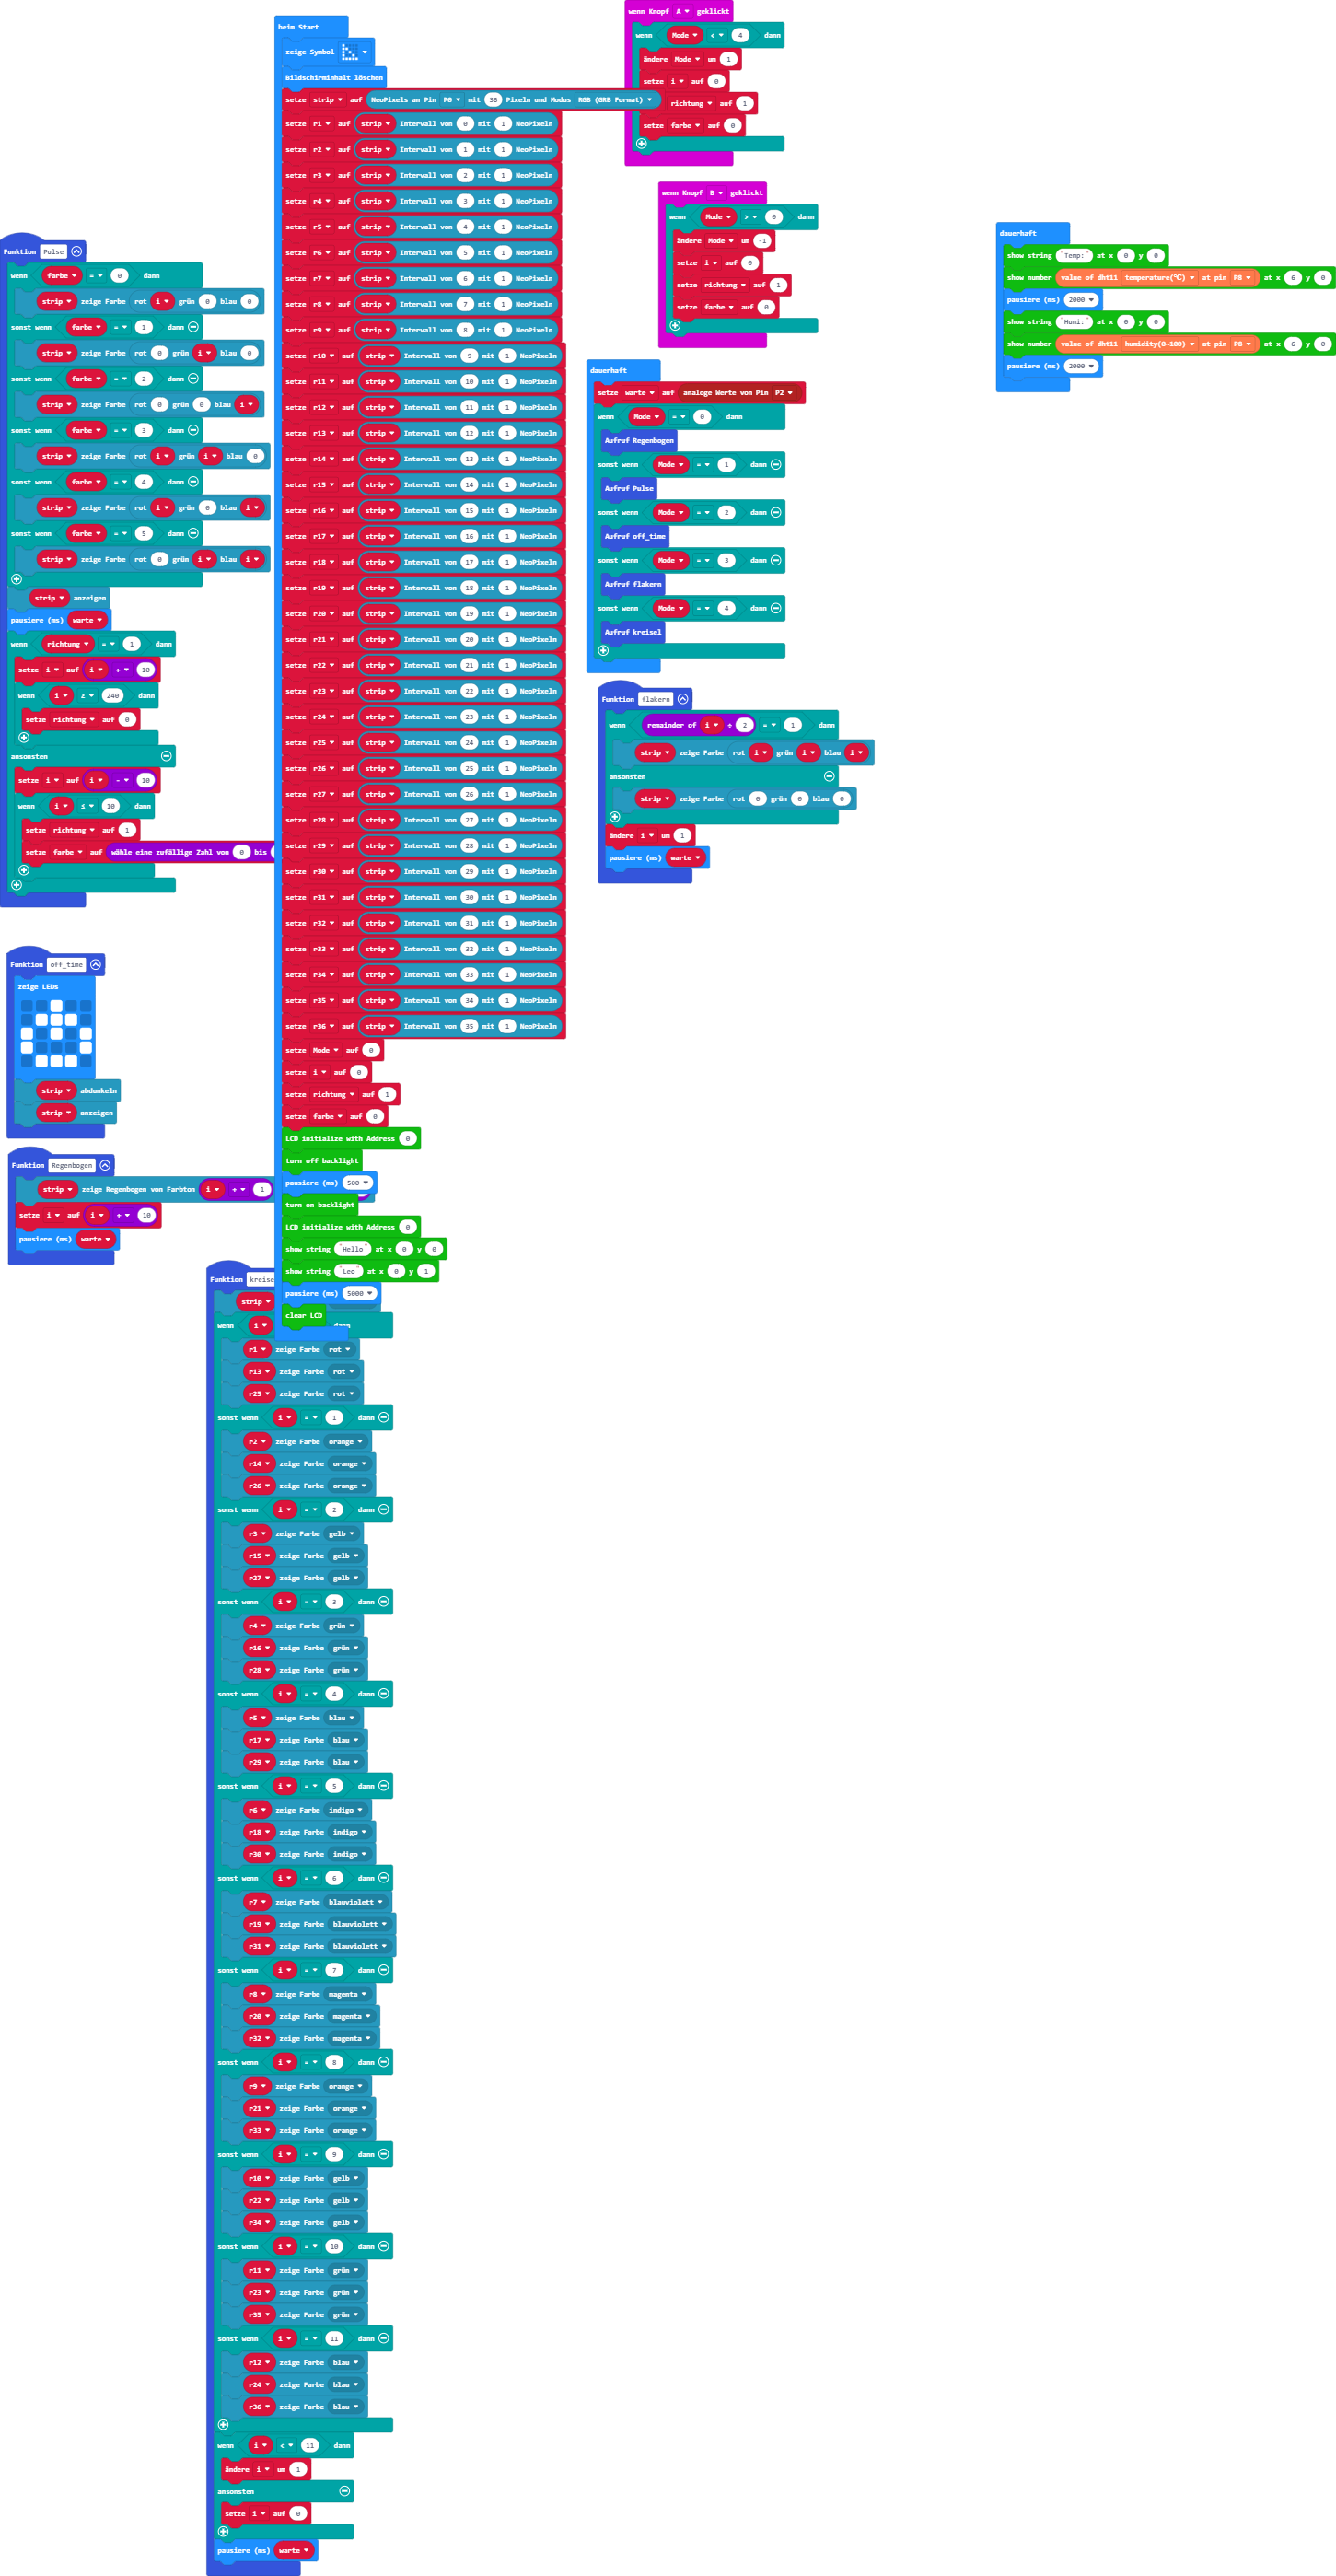 beim Start
zeige Symbol
Bildschirminhalt löschen
setze strip auf NeoPixels an Pin P0 mit 36 Pixeln und Modus RGB (GRB Format)
setze r1 auf strip Intervall von 0 mit 1 NeoPixeln
setze r2 auf strip Intervall von 1 mit 1 NeoPixeln
setze r3 auf strip Intervall von 2 mit 1 NeoPixeln
setze r4 auf strip Intervall von 3 mit 1 NeoPixeln
setze r5 auf strip Intervall von 4 mit 1 NeoPixeln
setze r6 auf strip Intervall von 5 mit 1 NeoPixeln
setze r7 auf strip Intervall von 6 mit 1 NeoPixeln
setze r8 auf strip Intervall von 7 mit 1 NeoPixeln
setze r9 auf strip Intervall von 8 mit 1 NeoPixeln
setze r10 auf strip Intervall von 9 mit 1 NeoPixeln
setze r11 auf strip Intervall von 10 mit 1 NeoPixeln
setze r12 auf strip Intervall von 11 mit 1 NeoPixeln
setze r13 auf strip Intervall von 12 mit 1 NeoPixeln
setze r14 auf strip Intervall von 13 mit 1 NeoPixeln
setze r15 auf strip Intervall von 14 mit 1 NeoPixeln
setze r16 auf strip Intervall von 15 mit 1 NeoPixeln
setze r17 auf strip Intervall von 16 mit 1 NeoPixeln
setze r18 auf strip Intervall von 17 mit 1 NeoPixeln
setze r19 auf strip Intervall von 18 mit 1 NeoPixeln
setze r20 auf strip Intervall von 19 mit 1 NeoPixeln
setze r21 auf strip Intervall von 20 mit 1 NeoPixeln
setze r22 auf strip Intervall von 21 mit 1 NeoPixeln
setze r23 auf strip Intervall von 22 mit 1 NeoPixeln
setze r24 auf strip Intervall von 23 mit 1 NeoPixeln
setze r25 auf strip Intervall von 24 mit 1 NeoPixeln
setze r26 auf strip Intervall von 25 mit 1 NeoPixeln
setze r27 auf strip Intervall von 26 mit 1 NeoPixeln
setze r28 auf strip Intervall von 27 mit 1 NeoPixeln
setze r29 auf strip Intervall von 28 mit 1 NeoPixeln
setze r30 auf strip Intervall von 29 mit 1 NeoPixeln
setze r31 auf strip Intervall von 30 mit 1 NeoPixeln
setze r32 auf strip Intervall von 31 mit 1 NeoPixeln
setze r33 auf strip Intervall von 32 mit 1 NeoPixeln
setze r34 auf strip Intervall von 33 mit 1 NeoPixeln
setze r35 auf strip Intervall von 34 mit 1 NeoPixeln
setze r36 auf strip Intervall von 35 mit 1 NeoPixeln
setze Mode auf 0
setze i auf 0
setze richtung auf 1
setze farbe auf 0
LCD initialize with Address 0
turn off backlight
pausiere (ms) 500
turn on backlight
LCD initialize with Address 0
show string "Hello" at x 0 y 0
show string "Leo" at x 0 y 1
pausiere (ms) 5000
clear LCD
wenn Knopf A geklickt
wenn Mode < 4 dann
ändere Mode um 1
setze i auf 0
richtung auf 1
setze farbe auf 0
wenn Knopf B geklickt
wenn Mode > 0 dann
ändere Mode um -1
setze i auf 0
setze richtung auf 1
setze farbe auf 0
dauerhaft
show string "Temp:" at x 0 y 0
show number value of dht11 temperature(℃) at pin P8 at x 6 y 0
pausiere (ms) 2000
show string "Humi:" at x 0 y 0
show number value of dht11 humidity(0~100) at pin P8 at x 6 y 0
pausiere (ms) 2000
dauerhaft
setze warte auf analoge Werte von Pin P2
wenn Mode = 0 dann
Aufruf Regenbogen
sonst wenn Mode = 1 dann
Aufruf Pulse
sonst wenn Mode = 2 dann
Aufruf off_time
sonst wenn Mode = 3 dann
Aufruf flakern
sonst wenn Mode = 4 dann
Aufruf kreisel
Funktion flakern
wenn remainder of i ÷ 2 = 1 dann
strip zeige Farbe rot i grün i blau i
ansonsten
strip zeige Farbe rot 0 grün 0 blau 0
ändere i um 1
pausiere (ms) warte
Funktion Pulse
wenn farbe = 0 dann
strip zeige Farbe rot i grün 0 blau 0
sonst wenn farbe = 1 dann
strip zeige Farbe rot 0 grün i blau 0
sonst wenn farbe = 2 dann
strip zeige Farbe rot 0 grün 0 blau i
sonst wenn farbe = 3 dann
strip zeige Farbe rot i grün i blau 0
sonst wenn farbe = 4 dann
strip zeige Farbe rot i grün 0 blau i
sonst wenn farbe = 5 dann
strip zeige Farbe rot 0 grün i blau i
strip anzeigen
pausiere (ms) warte
wenn richtung = 1 dann
setze i auf i + 10
wenn i ≥ 240 dann
setze richtung auf 0
ansonsten
setze i auf i - 10
wenn i ≤ 10 dann
setze richtung auf 1
setze farbe auf wähle eine zufällige Zahl von 0 bis
Funktion off_time
zeige LEDs
strip abdunkeln
strip anzeigen
Funktion Regenbogen
strip zeige Regenbogen von Farbton i + 1
setze i auf i + 10
pausiere (ms) warte
Funktion kreise
strip
wenn i dann
r1 zeige Farbe rot
r13 zeige Farbe rot
r25 zeige Farbe rot
sonst wenn i = 1 dann
r2 zeige Farbe orange
r14 zeige Farbe orange
r26 zeige Farbe orange
sonst wenn i = 2 dann
r3 zeige Farbe gelb
r15 zeige Farbe gelb
r27 zeige Farbe gelb
sonst wenn i = 3 dann
r4 zeige Farbe grün
r16 zeige Farbe grün
r28 zeige Farbe grün
sonst wenn i = 4 dann
r5 zeige Farbe blau
r17 zeige Farbe blau
r29 zeige Farbe blau
sonst wenn i = 5 dann
r6 zeige Farbe indigo
r18 zeige Farbe indigo
r30 zeige Farbe indigo
sonst wenn i = 6 dann
r7 zeige Farbe blauviolett
r19 zeige Farbe blauviolett
r31 zeige Farbe blauviolett
sonst wenn i = 7 dann
r8 zeige Farbe magenta
r20 zeige Farbe magenta
r32 zeige Farbe magenta
sonst wenn i = 8 dann
r9 zeige Farbe orange
r21 zeige Farbe orange
r33 zeige Farbe orange
sonst wenn i = 9 dann
r10 zeige Farbe gelb
r22 zeige Farbe gelb
r34 zeige Farbe gelb
sonst wenn i = 10 dann
r11 zeige Farbe grün
r23 zeige Farbe grün
r35 zeige Farbe grün
sonst wenn i = 11 dann
r12 zeige Farbe blau
r24 zeige Farbe blau
r36 zeige Farbe blau
wenn i < 11 dann
ändere i um 1
ansonsten
setze i auf 0
pausiere (ms) warte